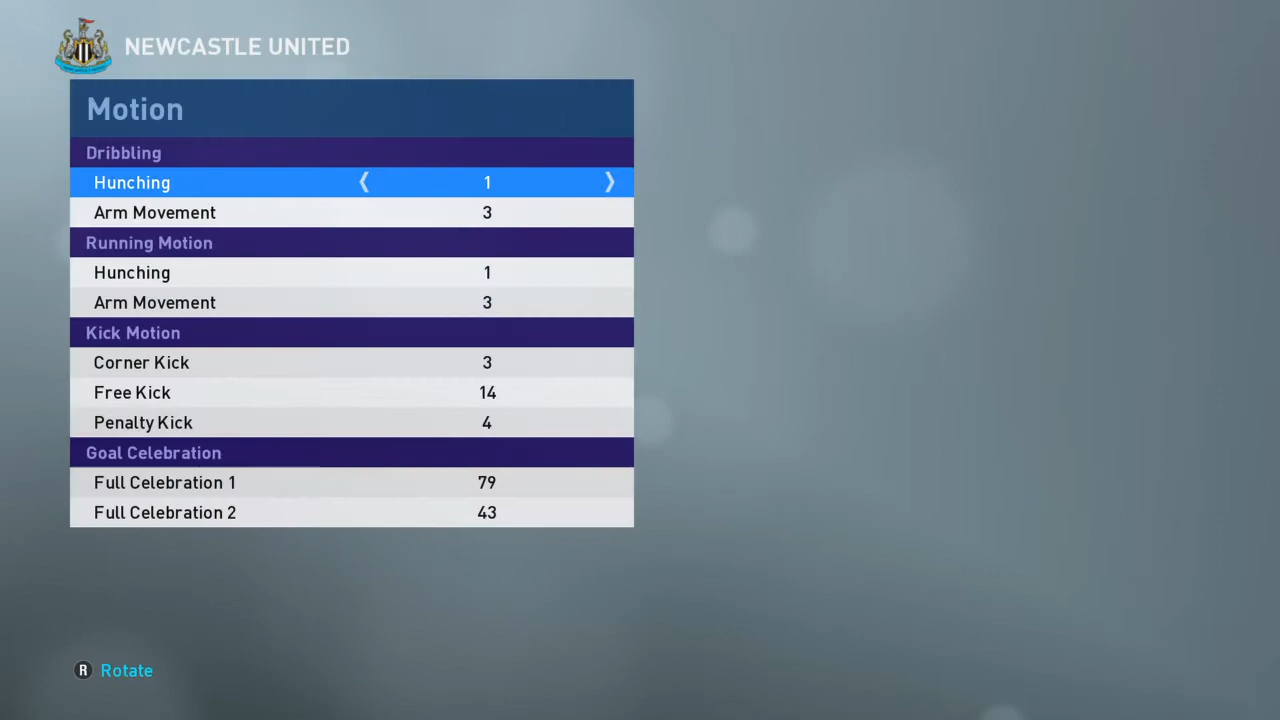 NEWCASTLE UNITED
Motion
Dribbling
Hunching 1
Arm Movement 3
Running Motion
Hunching 1
Arm Movement 3
Kick Motion
Corner Kick 3
Free Kick 14
Penalty Kick 4
Goal Celebration
Full Celebration 1 79
Full Celebration 2 43
R Rotate